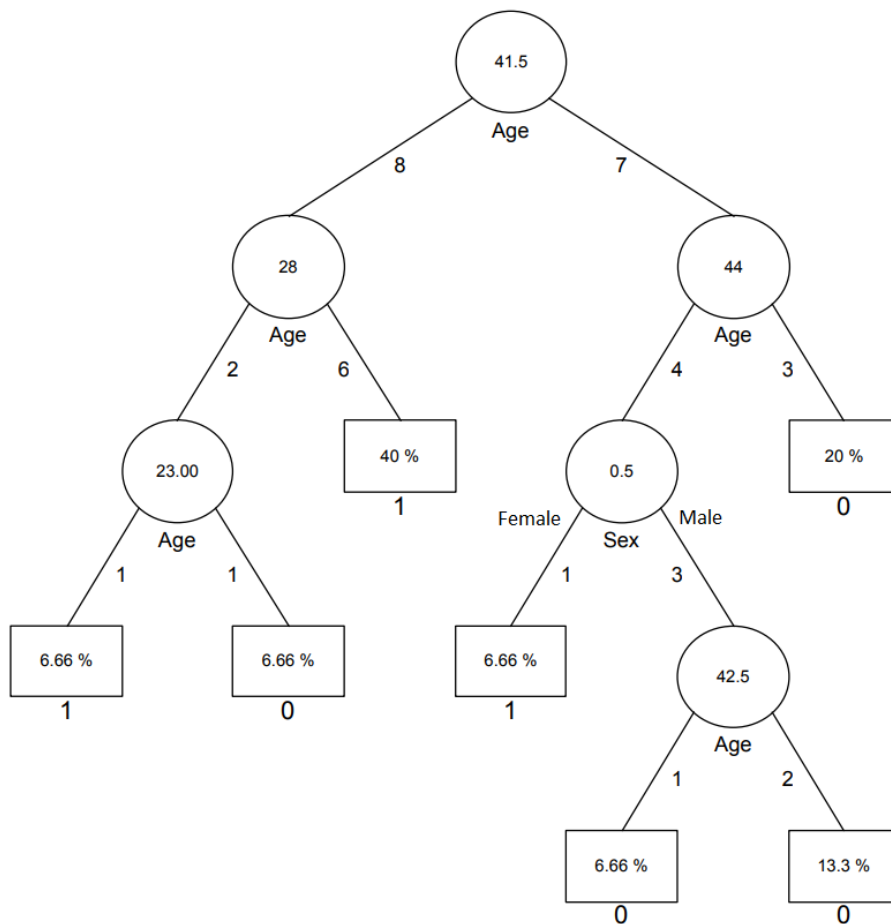 41.5
Age
8 7
28 44
Age Age
2 6 4 3
23.00 40 % 0.5 20 %
1 0
Female Male
Age Sex
1 1 1 3
6.66 % 6.66 % 6.66 % 42.5
1 0 1
Age
1 2
6.66 % 13.3 %
0 0